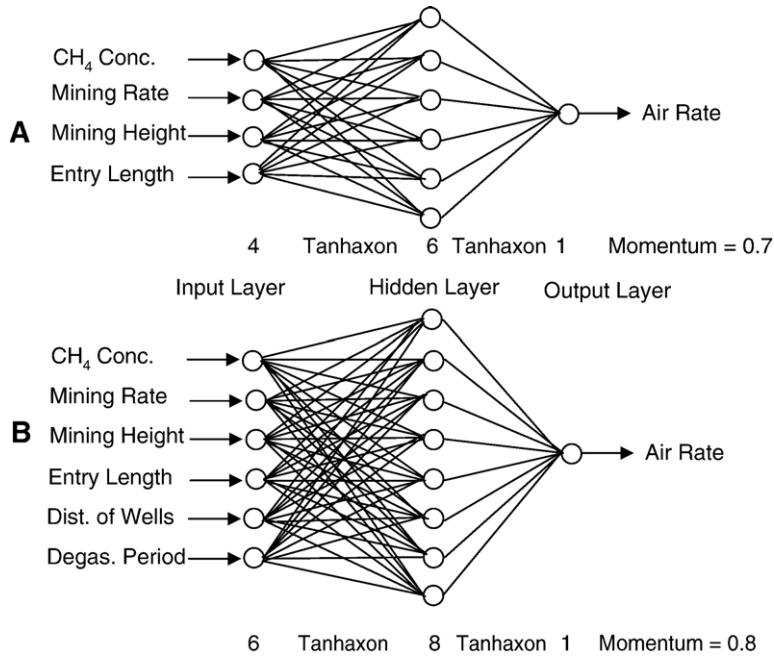 CH₄ Conc.
Mining Rate
A
Mining Height
Entry Length
Air Rate
4 Tanhaxon 6 Tanhaxon 1 Momentum = 0.7
Input Layer Hidden Layer Output Layer
CH₄ Conc.
Mining Rate
B
Mining Height
Entry Length
Dist. of Wells
Degas. Period
Air Rate
6 Tanhaxon 8 Tanhaxon 1 Momentum = 0.8